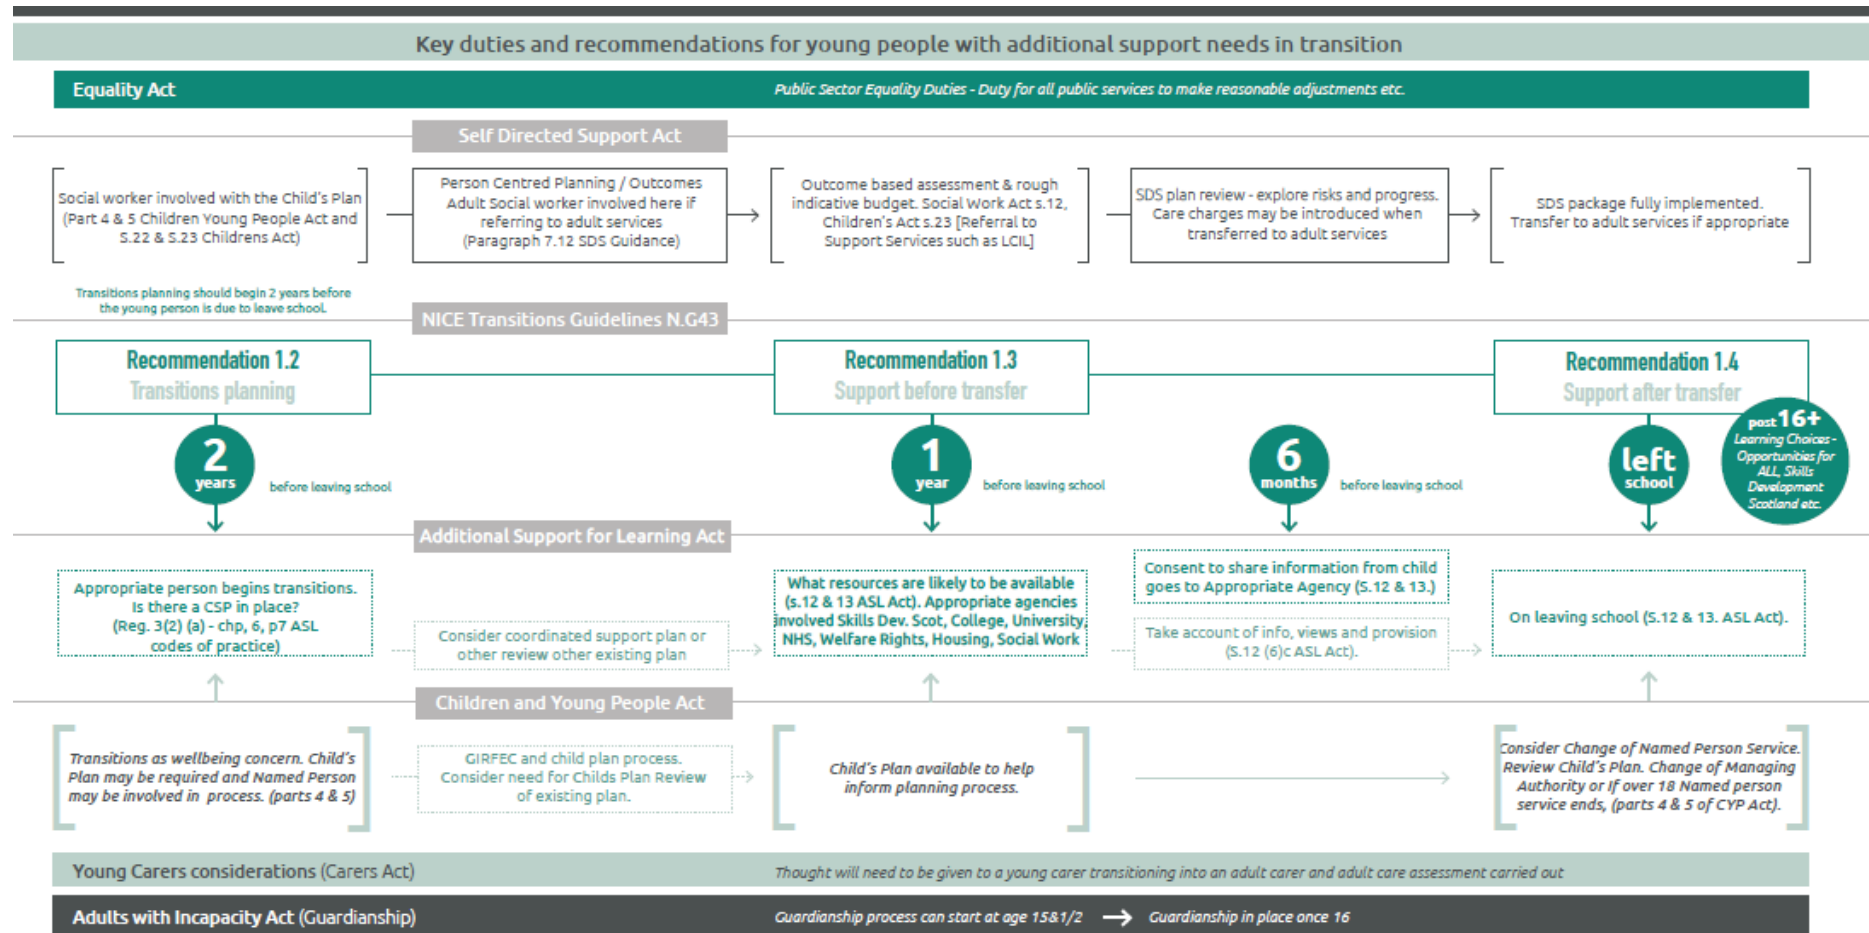 Key duties and recommendations for young people with additional support needs in transition
Equality Act
Public Sector Equality Duties - Duty for all public services to make reasonable adjustments etc.
Self Directed Support Act
Social worker involved with the Child's Plan
(Part 4 & 5 Children Young People Act and
S.22 & S.23 Childrens Act)
Person Centred Planning / Outcomes
Adult Social worker involved here if
referring to adult services
(Paragraph 7.12 SDS Guidance)
Outcome based assessment & rough
indicative budget. Social Work Act s.12,
Children's Act s.23 [Referral to
Support Services such as LCIL]
SDS plan review - explore risks and progress.
Care charges may be introduced when
transferred to adult services
SDS package fully implemented.
Transfer to adult services if appropriate
Transitions planning should begin 2 years before
the young person is due to leave school.
NICE Transitions Guidelines N.G43
Recommendation 1.2
Transitions planning
Recommendation 1.3
Support before transfer
Recommendation 1.4
Support after transfer
2
years
before leaving school
1
year
before leaving school
6
months
before leaving school
left
school
post 16+
Learning Choices -
Opportunities for
ALL, Skills
Development
Scotland etc.
Additional Support for Learning Act
Appropriate person begins transitions.
Is there a CSP in place?
(Reg. 3(2) (a) - chp, 6, p7 ASL
codes of practice)
Consider coordinated support plan or
other review other existing plan
What resources are likely to be available
(s.12 & 13 ASL Act). Appropriate agencies
involved Skills Dev. Scot, College, University,
NHS, Welfare Rights, Housing, Social Work
Consent to share information from child
goes to Appropriate Agency (S.12 & 13.)
Take account of info, views and provision
(S.12 (6)c ASL Act).
On leaving school (S.12 & 13. ASL Act).
Children and Young People Act
Transitions as wellbeing concern. Child's
Plan may be required and Named Person
may be involved in process. (parts 4 & 5)
GIRFEC and child plan process.
Consider need for Childs Plan Review
of existing plan.
Child's Plan available to help
inform planning process.
Consider Change of Named Person Service.
Review Child's Plan. Change of Managing
Authority or If over 18 Named person
service ends, (parts 4 & 5 of CYP Act).
Young Carers considerations (Carers Act)
Thought will need to be given to a young carer transitioning into an adult carer and adult care assessment carried out
Adults with Incapacity Act (Guardianship)
Guardianship process can start at age 15&1/2 → Guardianship in place once 16